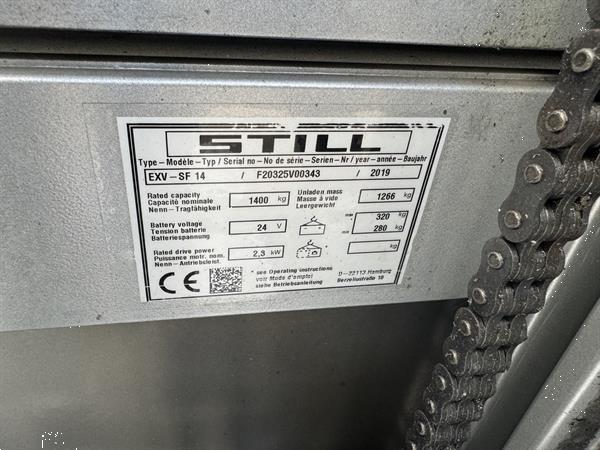 STILL
Type – Modèle – Typ / Serial no – No de série – Serien – Nr / year – année – Baujahr
EXV – SF 14 / F20325V00343 / 2019
Rated capacity
Capacité nominale
Nenn – Tragfähigkeit
1400 kg
Unladen mass
Masse à vide
Leergewicht
1266 kg
Battery voltage
Tension batterie
Batteriespannung
24 V
320 kg
min 280 kg
Rated drive power
Puissance motr. nom.
Nenn – Antriebsleist.
2,3 kW
kg
CE
* see Operating instructions
voir Mode d'emploi
siehe Betriebsanleitung
D – 22113 Hamburg
Berzeliusstraße 10